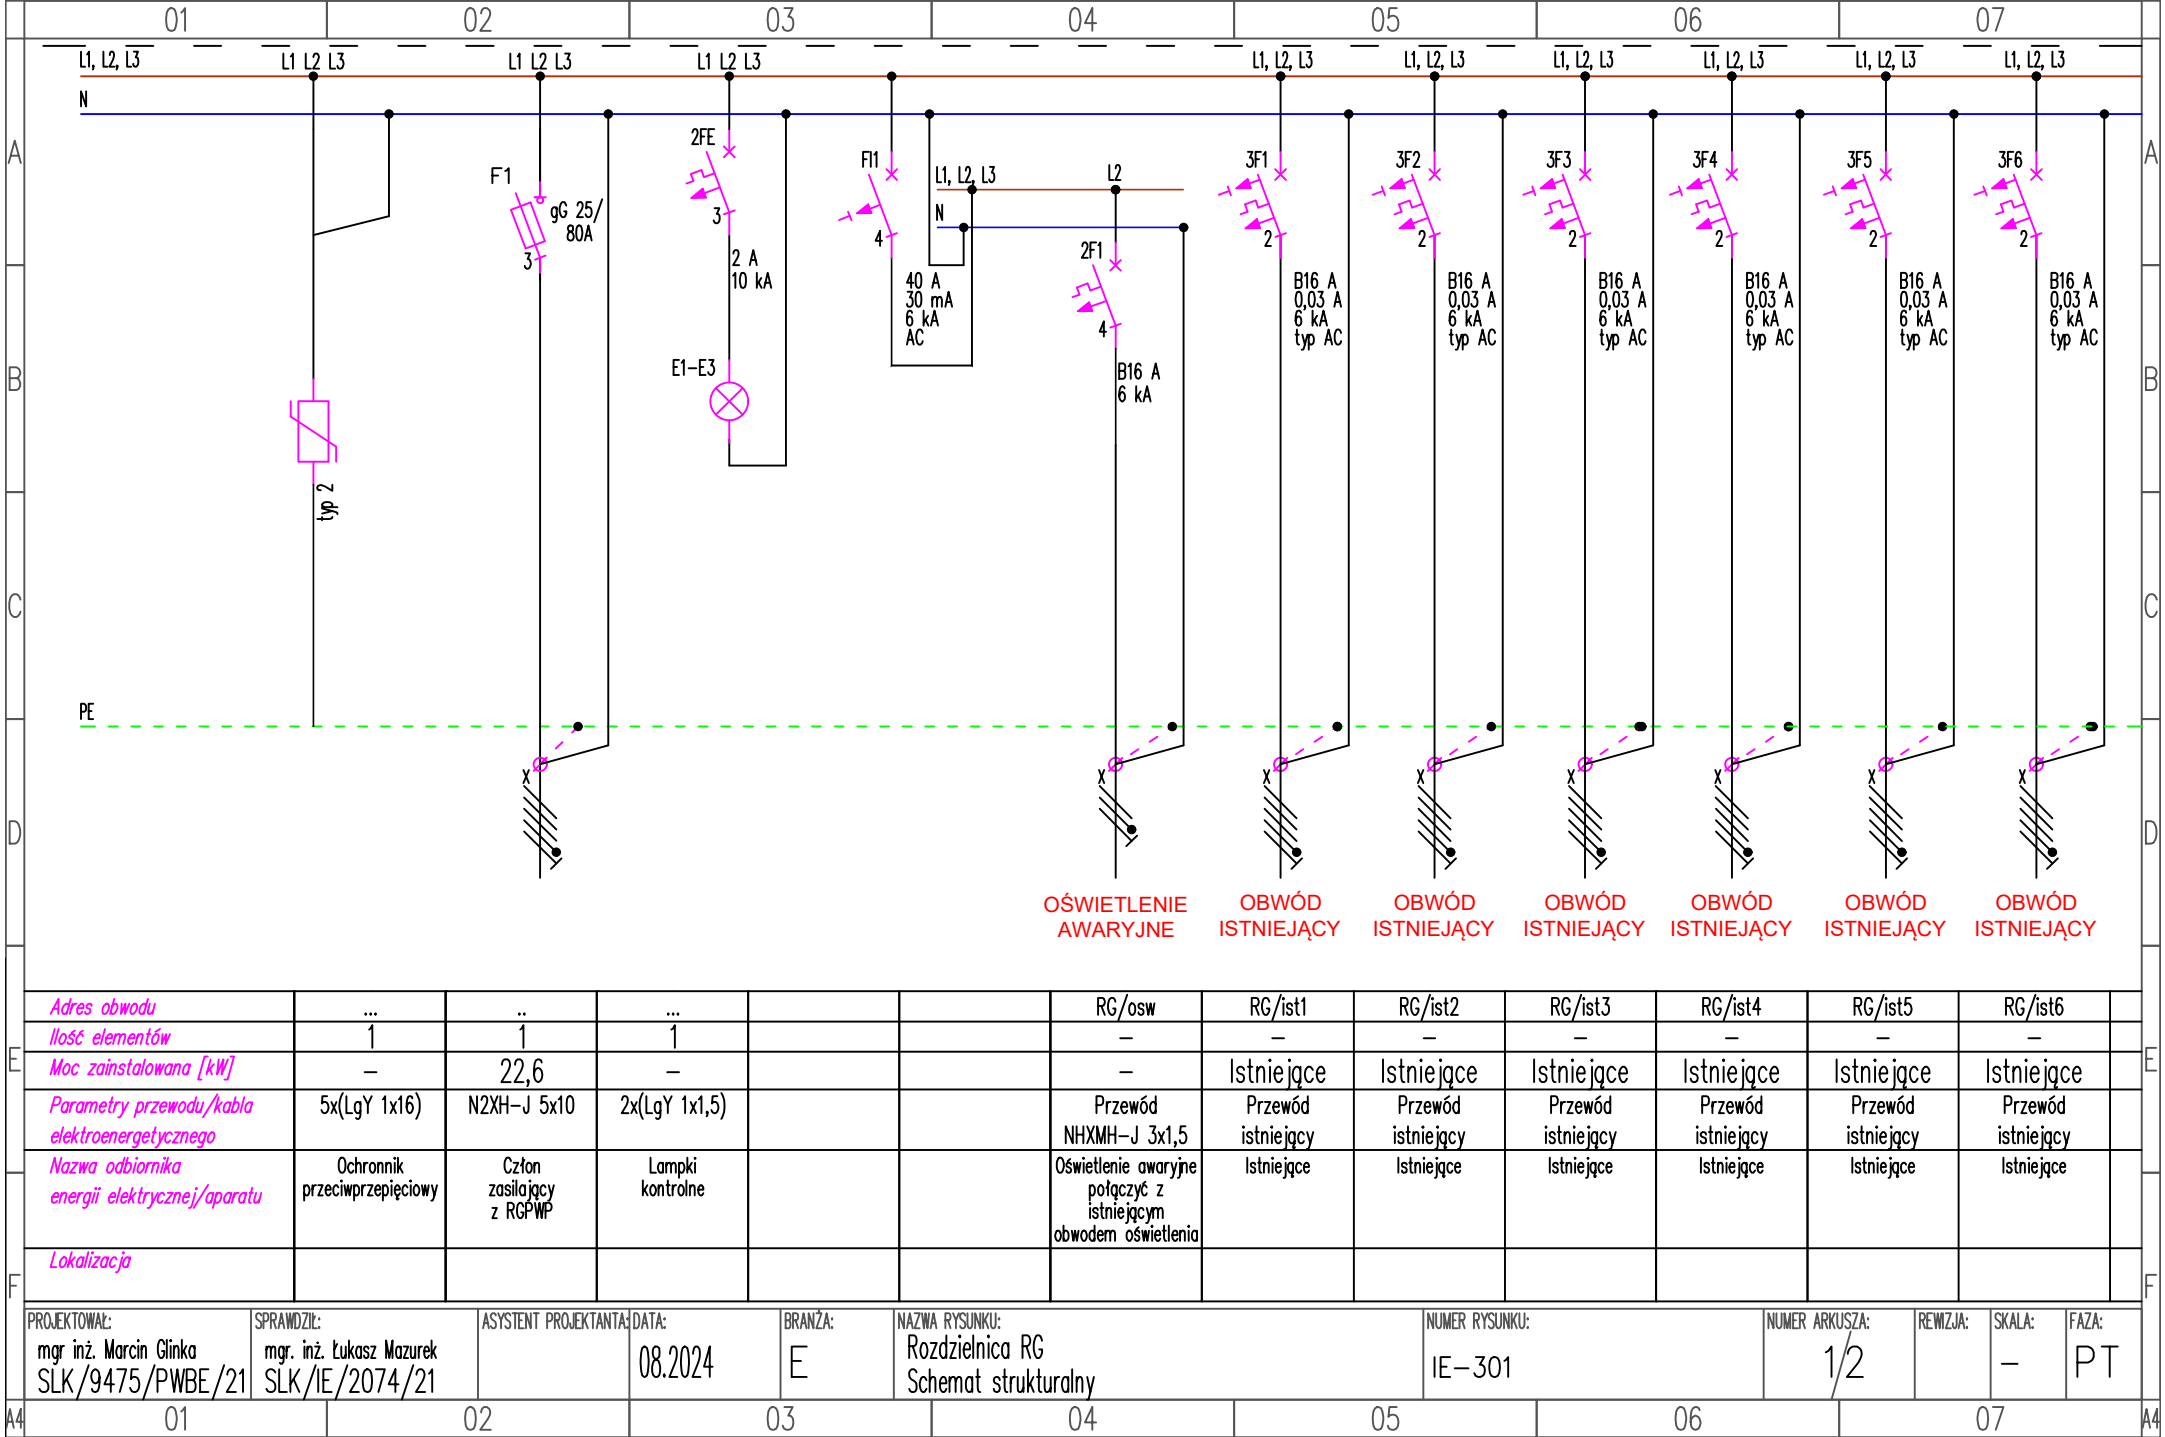 01 02 03 04 05 06 07
L1, L2, L3
L1 L2 L3
L1 L2 L3
L1 L2 L3
L1, L2, L3
L1, L2, L3
L1, L2, L3
L1, L2, L3
L1, L2, L3
L1, L2, L3
N
A
A
2FE
3
2 A
10 kA
F1
gG 25/
80A
3
FI1
4
40 A
30 mA
6 kA
AC
L1, L2, L3
L2
N
2F1
4
B16 A
6 kA
3F1
2
B16 A
0,03 A
6 kA
typ AC
3F2
2
B16 A
0,03 A
6 kA
typ AC
3F3
2
B16 A
0,03 A
6 kA
typ AC
3F4
2
B16 A
0,03 A
6 kA
typ AC
3F5
2
B16 A
0,03 A
6 kA
typ AC
3F6
2
B16 A
0,03 A
6 kA
typ AC
B
B
E1-E3
typ 2
C
C
PE
X X X X X X X X
D
D
OŚWIETLENIE
AWARYJNE
OBWÓD
ISTNIEJĄCY
OBWÓD
ISTNIEJĄCY
OBWÓD
ISTNIEJĄCY
OBWÓD
ISTNIEJĄCY
OBWÓD
ISTNIEJĄCY
OBWÓD
ISTNIEJĄCY
E
E
Adres obwodu ... .. ... RG/osw RG/ist1 RG/ist2 RG/ist3 RG/ist4 RG/ist5 RG/ist6
Ilość elementów 1 1 1 - - - - - - -
Moc zainstalowana [kW] - 22,6 - - Istniejące Istniejące Istniejące Istniejące Istniejące Istniejące
Parametry przewodu/kabla 5x(LgY 1x16) N2XH-J 5x10 2x(LgY 1x1,5) Przewód Przewód Przewód Przewód Przewód Przewód Przewód
elektroenergetycznego NHXMH-J 3x1,5 istniejący istniejący istniejący istniejący istniejący istniejący
Nazwa odbiornika Ochronnik Człon Lampki Oświetlenie awaryjne Istniejące Istniejące Istniejące Istniejące Istniejące Istniejące
energii elektrycznej/aparatu przeciwprzepięciowy zasilający kontrolne połączyć z
z RGPWP istniejącym
obwodem oświetlenia
Lokalizacja
F
F
PROJEKTOWAŁ:
mgr inż. Marcin Glinka
SLK/9475/PWBE/21
SPRAWDZIŁ:
mgr. inż. Łukasz Mazurek
SLK/IE/2074/21
ASYSTENT PROJEKTANTA:
DATA:
08.2024
BRANŻA:
E
NAZWA RYSUNKU:
Rozdzielnica RG
Schemat strukturalny
NUMER RYSUNKU:
IE-301
NUMER ARKUSZA:
1/2
REWIZJA:
SKALA:
-
FAZA:
PT
A4 01 02 03 04 05 06 07 A4